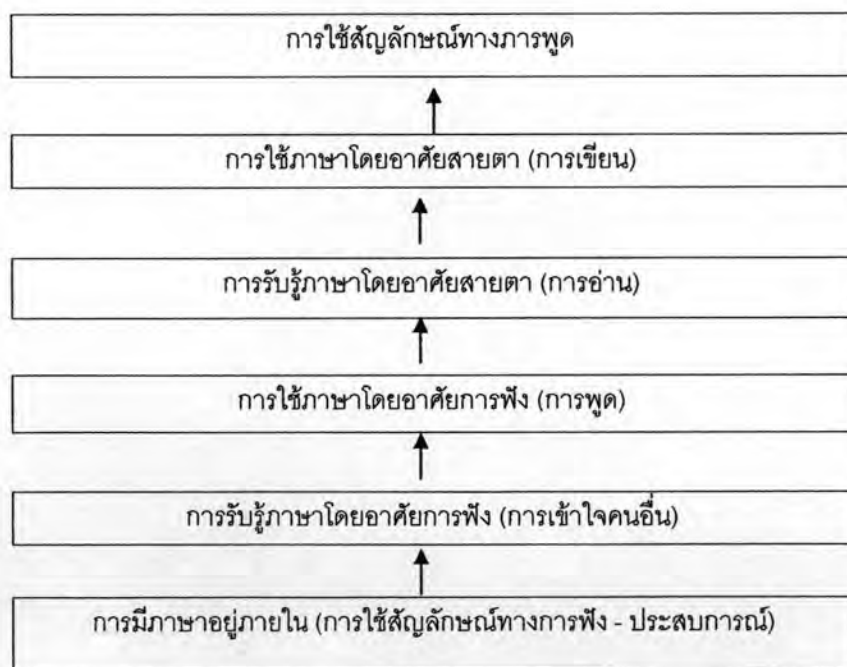 การใช้สัญลักษณ์ทางภารพูด
การใช้ภาษาโดยอาศัยสายตา (การเขียน)
การรับรู้ภาษาโดยอาศัยสายตา (การอ่าน)
การใช้ภาษาโดยอาศัยการฟัง (การพูด)
การรับรู้ภาษาโดยอาศัยการฟัง (การเข้าใจคนอื่น)
การมีภาษาอยู่ภายใน (การใช้สัญลักษณ์ทางการฟัง - ประสบการณ์)